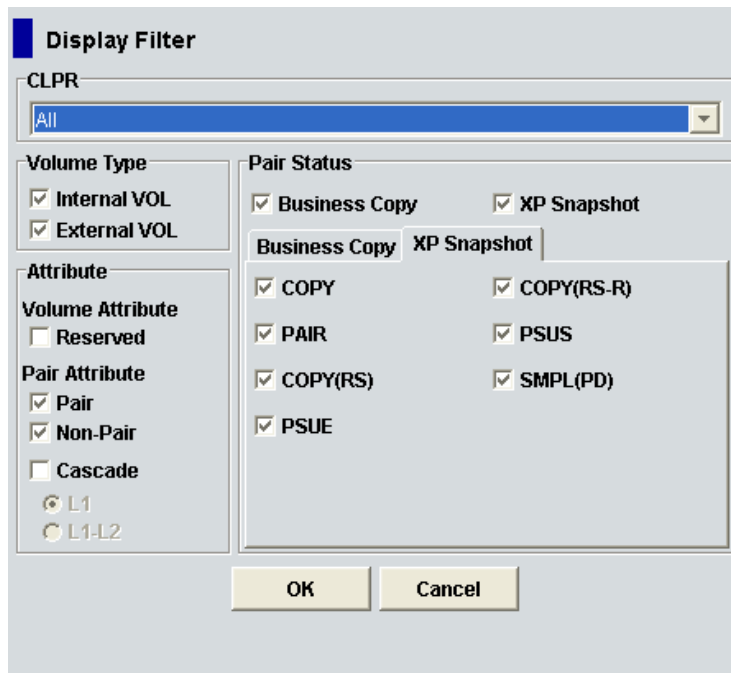 Display Filter
CLPR
All
Volume Type
Internal VOL
External VOL
Attribute
Volume Attribute
Reserved
Pair Attribute
Pair
Non-Pair
Cascade
L1
L1-L2
Pair Status
Business Copy
XP Snapshot
Business Copy
XP Snapshot
COPY
COPY(RS-R)
PAIR
PSUS
COPY(RS)
SMPL(PD)
PSUE
OK
Cancel